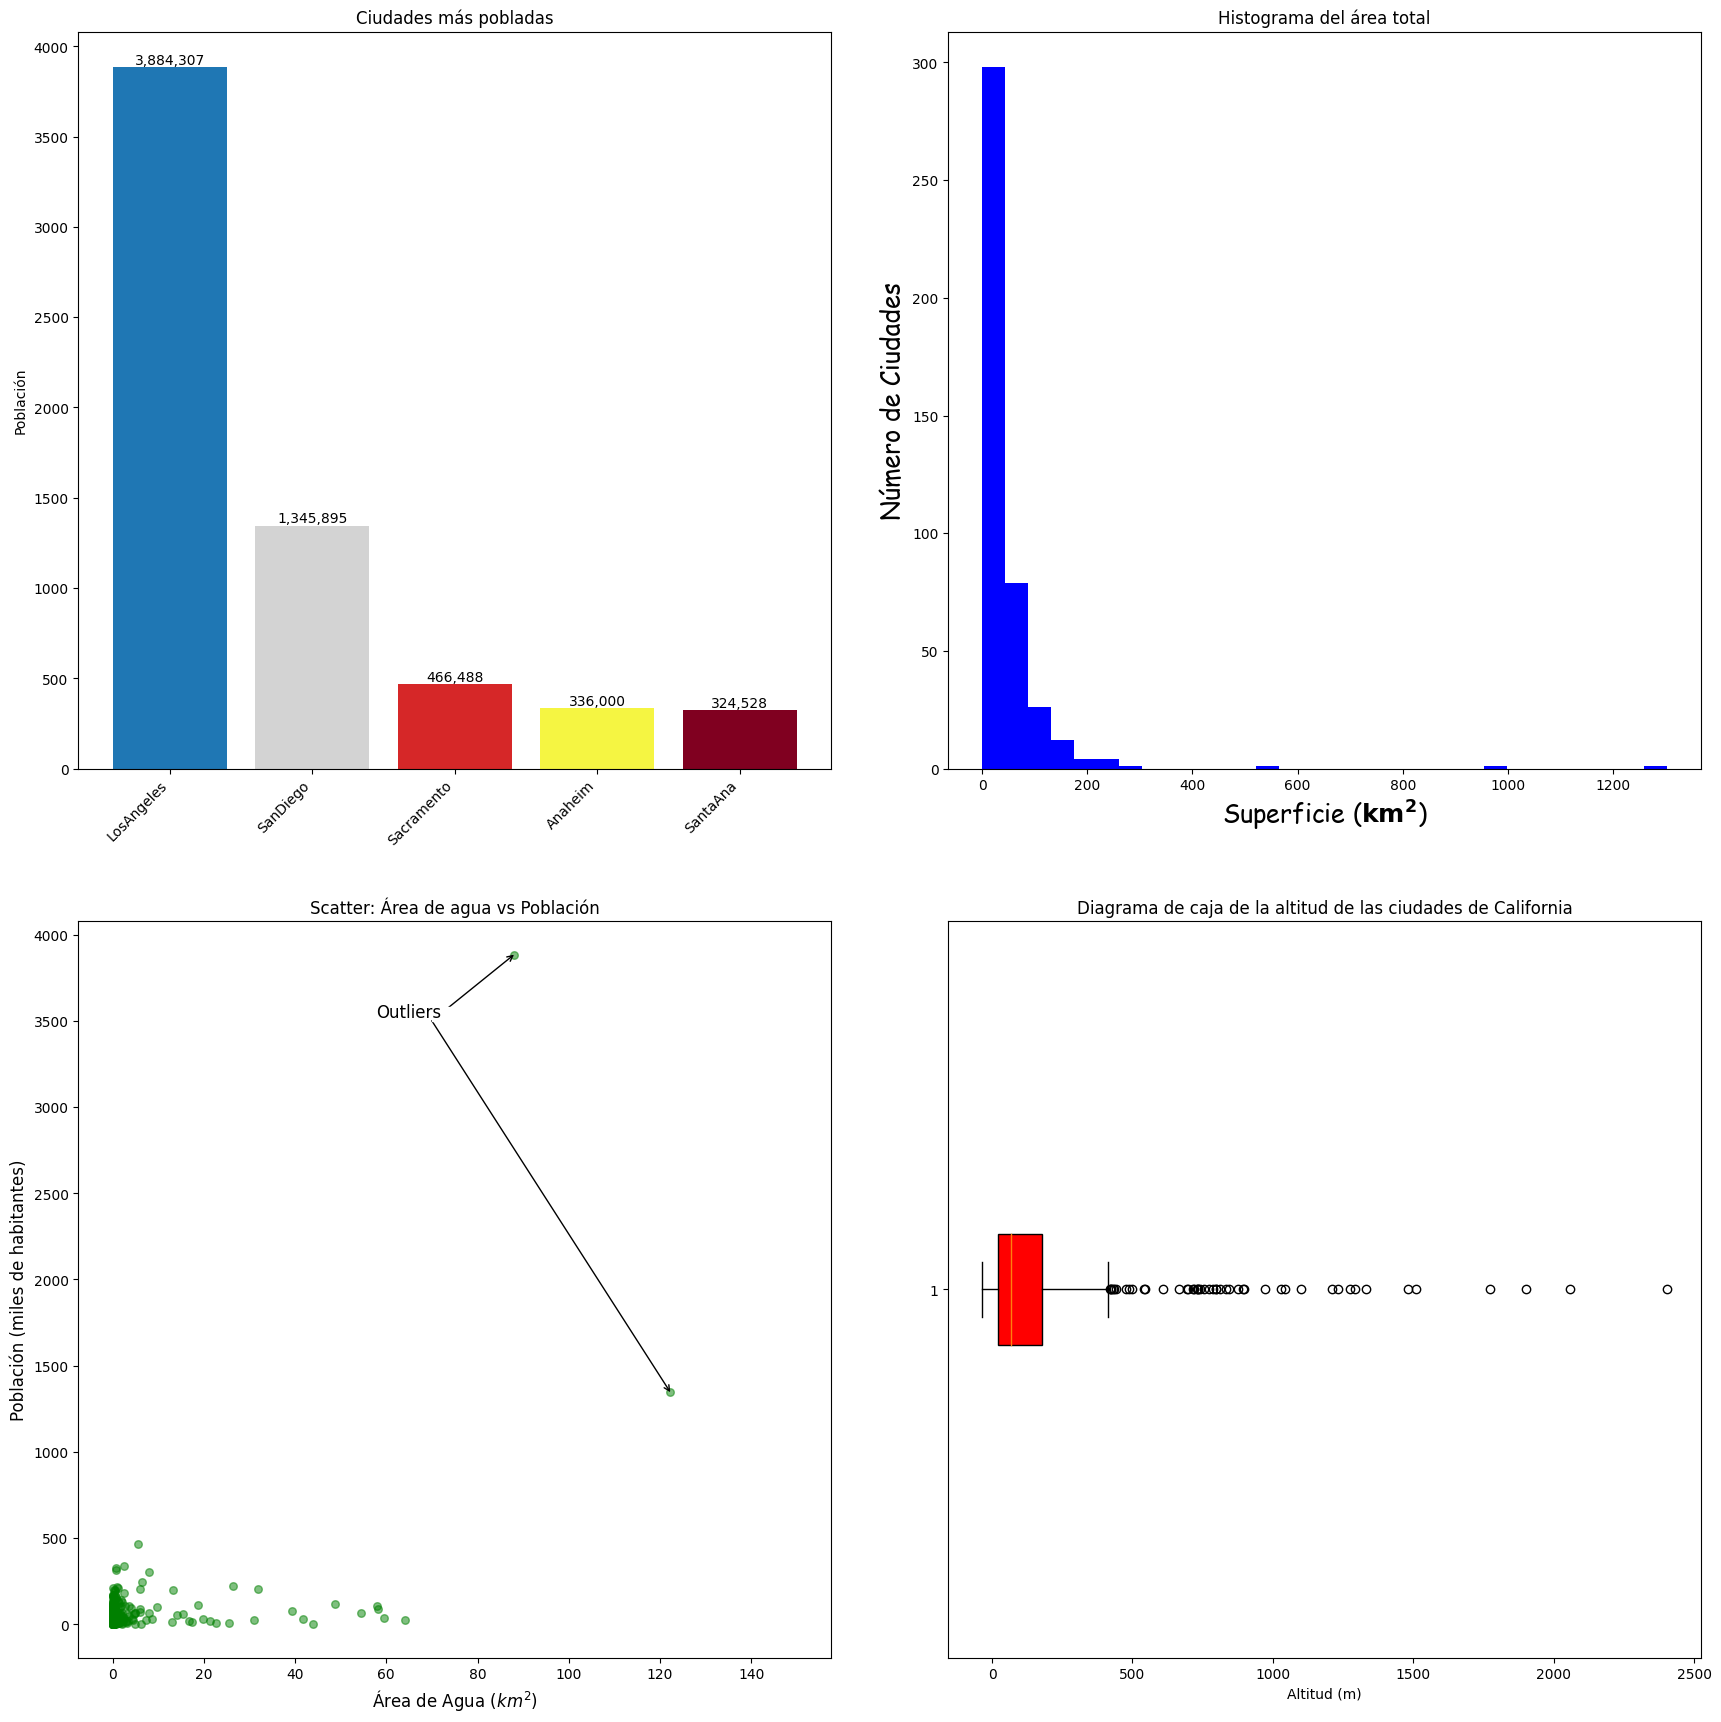 Ciudades más pobladas
4000
3500
3000
2500
2000
1500
1000
500
0
Población
3,884,307
1,345,895
466,488
336,000
324,528
LosAngeles
SanDiego
Sacramento
Anaheim
SantaAna
Histograma del área total
300
250
200
150
100
50
0
Número de Ciudades
0 200 400 600 800 1000 1200
Superficie (km²)
Scatter: Área de agua vs Población
4000
3500
3000
2500
2000
1500
1000
500
0
Población (miles de habitantes)
Outliers
0 20 40 60 80 100 120 140
Área de Agua (km²)
Diagrama de caja de la altitud de las ciudades de California
1
0 500 1000 1500 2000 2500
Altitud (m)